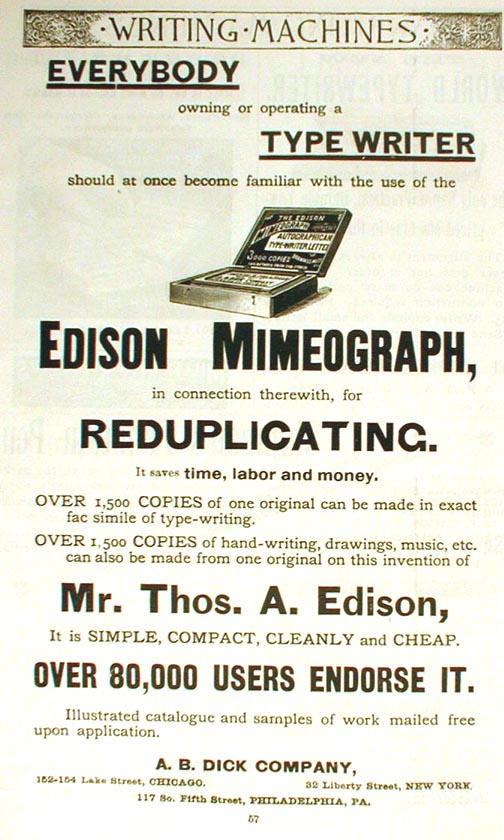 ·WRITING·MACHINES·
EVERYBODY
owning or operating a
TYPE WRITER
should at once become familiar with the use of the
THE EDISON
MIMEOGRAPH
AUTOGRAPHICAN
TYPE-WRITER LETTER
3000 COPIES
EDISON MIMEOGRAPH,
in connection therewith, for
REDUPLICATING.
It saves time, labor and money.
OVER 1,500 COPIES of one original can be made in exact
fac simile of type-writing.
OVER 1,500 COPIES of hand-writing, drawings, music, etc.
can also be made from one original on this invention of
Mr. Thos. A. Edison,
It is SIMPLE, COMPACT, CLEANLY and CHEAP.
OVER 80,000 USERS ENDORSE IT.
Illustrated catalogue and samples of work mailed free
upon application.
A. B. DICK COMPANY,
152-154 Lake Street, CHICAGO. 32 Liberty Street, NEW YORK,
117 So. Fifth Street, PHILADELPHIA, PA.
57